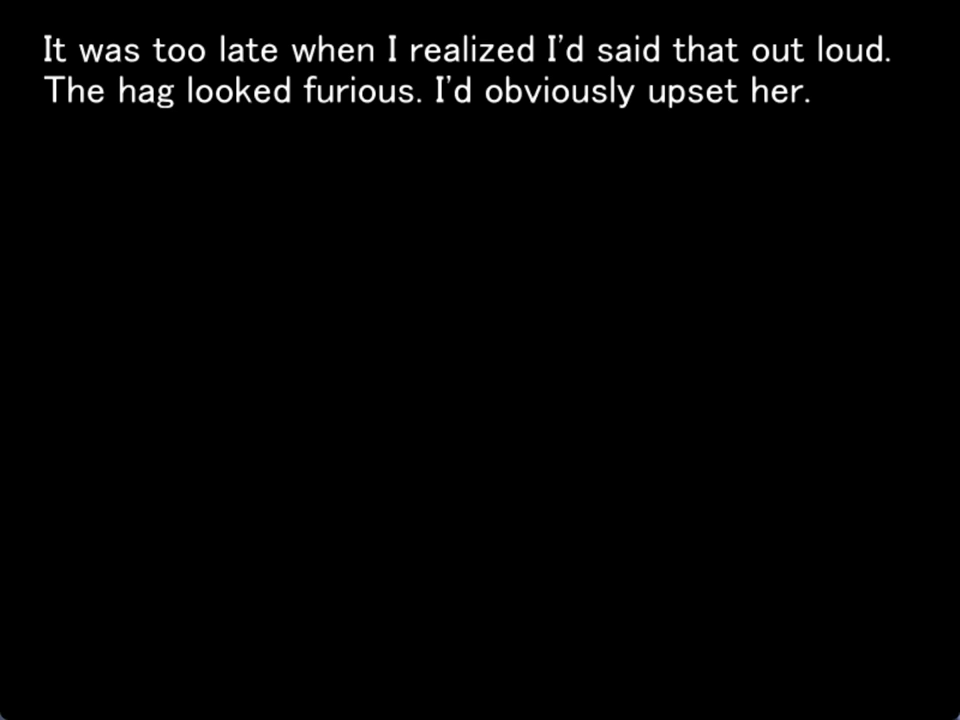 It was too late when I realized I'd said that out loud.
The hag looked furious. I'd obviously upset her.